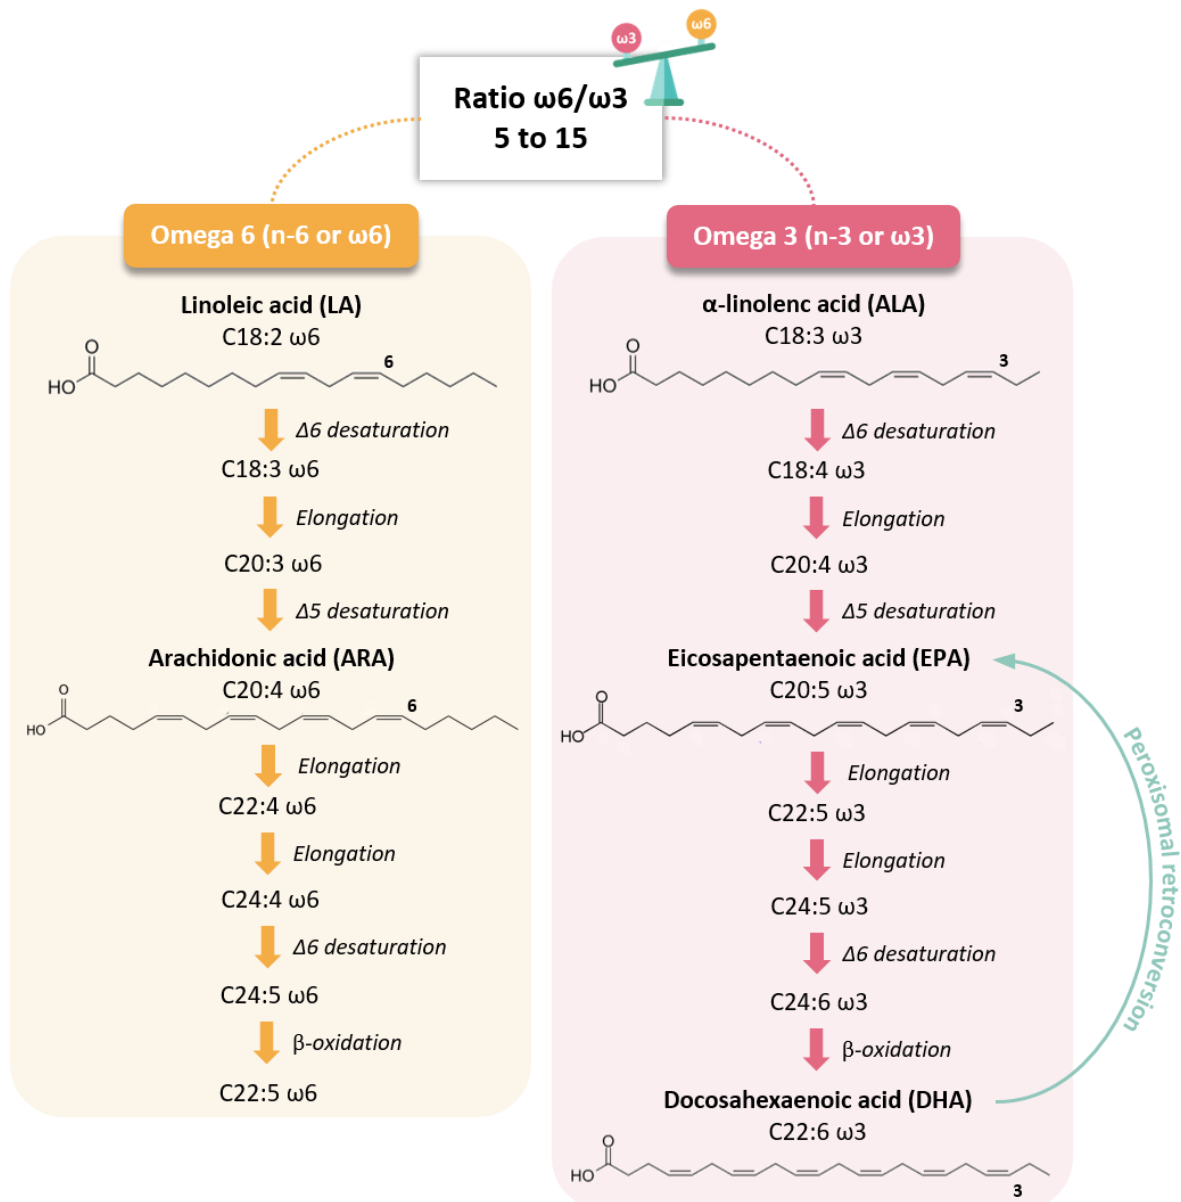 ω3
ω6
Ratio ω6/ω3
5 to 15
Omega 6 (n-6 or ω6)
Linoleic acid (LA)
C18:2 ω6
O
HO
6
Δ6 desaturation
C18:3 ω6
Elongation
C20:3 ω6
Δ5 desaturation
Arachidonic acid (ARA)
C20:4 ω6
O
HO
6
Elongation
C22:4 ω6
Elongation
C24:4 ω6
Δ6 desaturation
C24:5 ω6
β-oxidation
C22:5 ω6
Omega 3 (n-3 or ω3)
α-linolenc acid (ALA)
C18:3 ω3
O
HO
3
Δ6 desaturation
C18:4 ω3
Elongation
C20:4 ω3
Δ5 desaturation
Eicosapentaenoic acid (EPA)
C20:5 ω3
O
HO
3
Elongation
C22:5 ω3
Elongation
C24:5 ω3
Δ6 desaturation
C24:6 ω3
β-oxidation
Docosahexaenoic acid (DHA)
C22:6 ω3
O
HO
3
Peroxisomal retroconversion